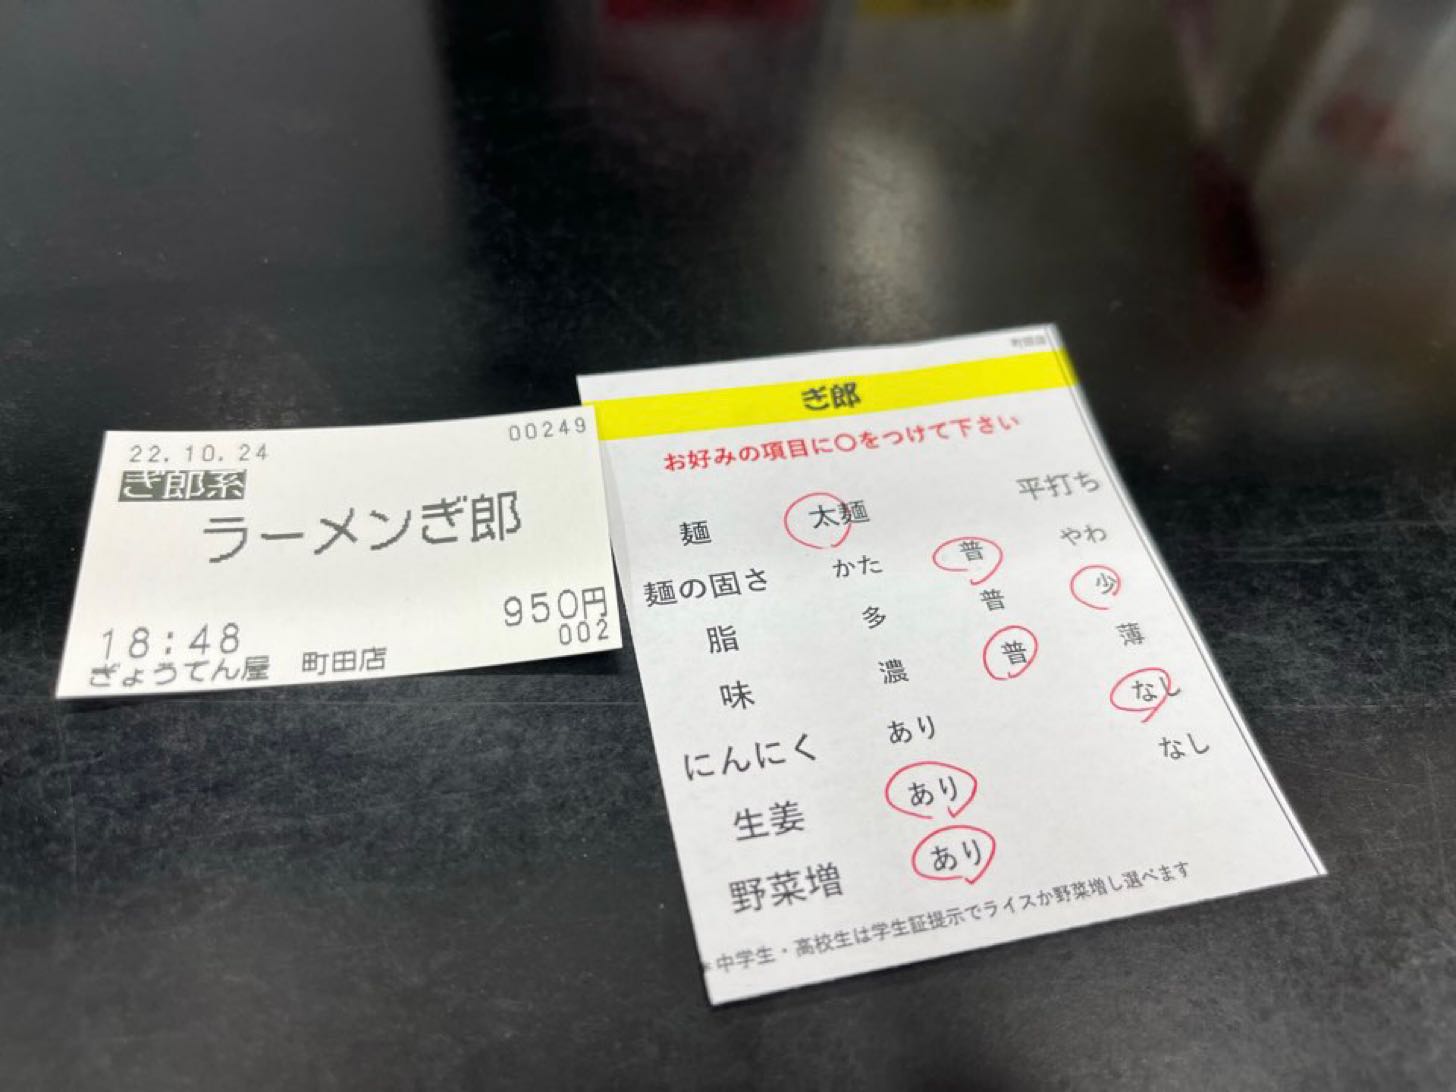 22.10.24 00249
ぎ郎系
ラーメンぎ郎
950円
18:48 002
ぎょうてん屋 町田店
町田店
ぎ郎
お好みの項目に〇をつけて下さい
麺 太麺 平打ち
麺の固さ かた 普 やわ
脂 多 普 少
味 濃 普 薄
にんにく あり なし
生姜 あり なし
野菜増 あり
*中学生・高校生は学生証提示でライスか野菜増し選べます